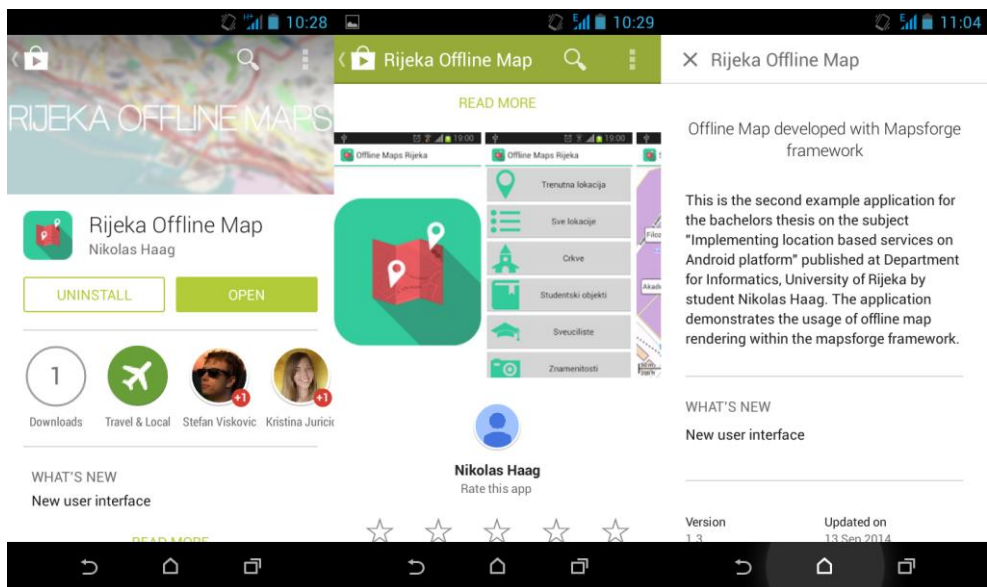 H+ 10:28
RIJEKA OFFLINE MAPS
Rijeka Offline Map
Nikolas Haag
UNINSTALL
OPEN
1
+1
+1
Downloads
Travel & Local
Stefan Viskovic
Kristina Juricic
WHAT'S NEW
New user interface
READ MORE
E 10:29
Rijeka Offline Map
READ MORE
19:00
Offline Maps Rijeka
19:00
Offline Maps Rijeka
Trenutna lokacija
Sve lokacije
Crkve
Studentski objekti
Sveuciliste
Znamenitosti
Filoz
Akade
Nikolas Haag
Rate this app
E 11:04
Rijeka Offline Map
Offline Map developed with Mapsforge
framework
This is the second example application for
the bachelors thesis on the subject
"Implementing location based services on
Android platform" published at Department
for Informatics, University of Rijeka by
student Nikolas Haag. The application
demonstrates the usage of offline map
rendering within the mapsforge framework.
WHAT'S NEW
New user interface
Version
1.3
Updated on
13 Sep 2014